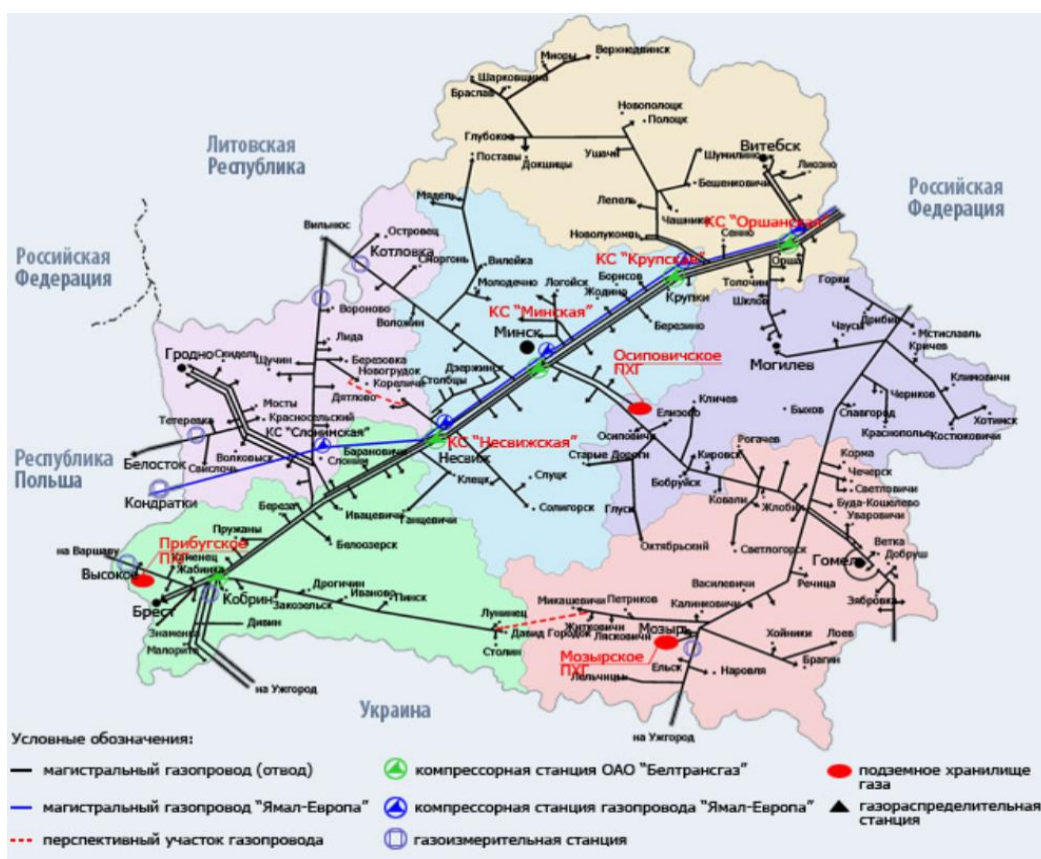 Верхнедвинск
Миоры
Шарковщина
Браслав
Новополоцк
Полоцк
Глубокое
Ушачи
Витебск
Поставы
Докшицы
Шумилино
Лиозно
Литовская
Республика
Бешенковичи
Российская
Федерация
Мядель
Лепель
Чашники
КС "Оршанская"
Вильнюс
Островец
Новолукомль
Сенно
Котловка
Сморгонь
Вилейка
КС "Крупская"
Орша
Российская
Федерация
Молодечно
Логойск
Борисов
Толочин
Горки
Вороново
Жодино
Крупки
Шклов
Воложин
КС "Минская"
Дрибин
Минск
Березино
Чаусы
Мстиславль
Лида
Кричев
Гродно
Скидель
Щучин
Березовка
Осиповичское
ПХГ
Могилев
Новогрудок
Дзержинск
Климовичи
Кореличи
Столбцы
Мосты
Дятлово
Кличев
Чериков
Тетеревка
Красносельский
Елизово
Быхов
Славгород
Хотимск
КС "Слонимская"
КС "Несвижская"
Осиповичи
Краснополье
Костюковичи
Республика
Польша
Белосток
Волковыск
Барановичи
Несвиж
Старые Дороги
Рогачев
Свислочь
Слоним
Кировск
Корма
Клецк
Слуцк
Бобруйск
Чечерск
Кондратки
Светловичи
Солигорск
Ковали
Жлобин
Буда-Кошелево
Береза
Ивацевичи
Ганцевичи
Глуск
Уваровичи
Пружаны
на Варшаву
Прибугское
ПХГ
Белоозерск
Октябрьский
Светлогорск
Ветка
Каменец
Добруш
Высокое
Жабинка
Гомель
Василевичи
Речица
Дрогичин
Брест
Кобрин
Иваново
Микашевичи
Петриков
Закозельск
Пинск
Калинковичи
Зябровка
Лунинец
Знаменка
Дивин
Житковичи
Давид Городок
Лясковичи
Мозырь
Хойники
Лоев
Малорита
Столин
Мозырское
ПХГ
Брагин
Ельск
Наровля
на Ужгород
Лельчицы
Украина
на Ужгород
Условные обозначения:
магистральный газопровод (отвод)
компрессорная станция ОАО "Белтрансгаз"
подземное хранилище
газа
магистральный газопровод "Ямал-Европа"
компрессорная станция газопровода "Ямал-Европа"
газораспределительная
станция
перспективный участок газопровода
газоизмерительная станция